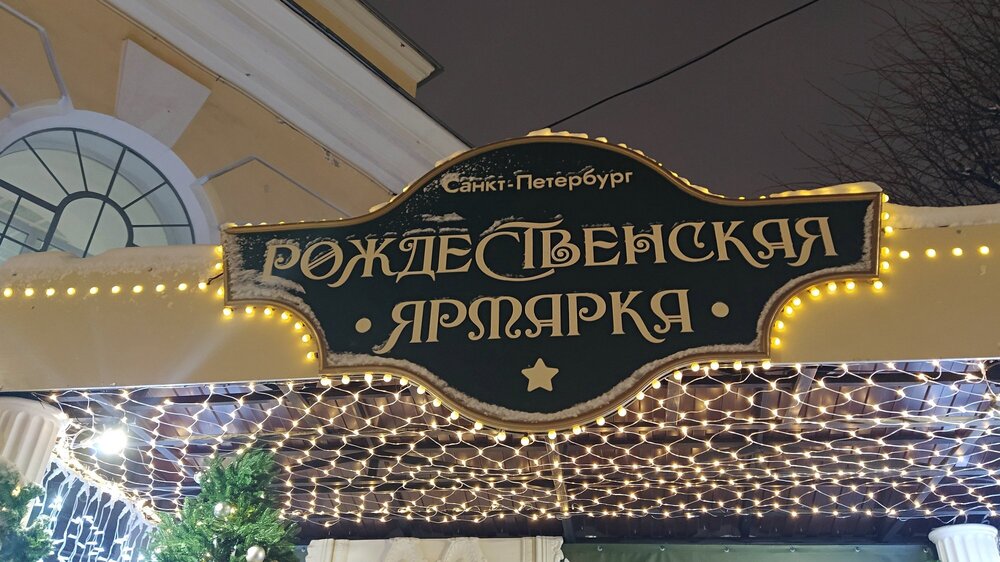 Санкт-Петербург
РОЖДЕСТВЕНСКАЯ
• ЯРМАРКА •